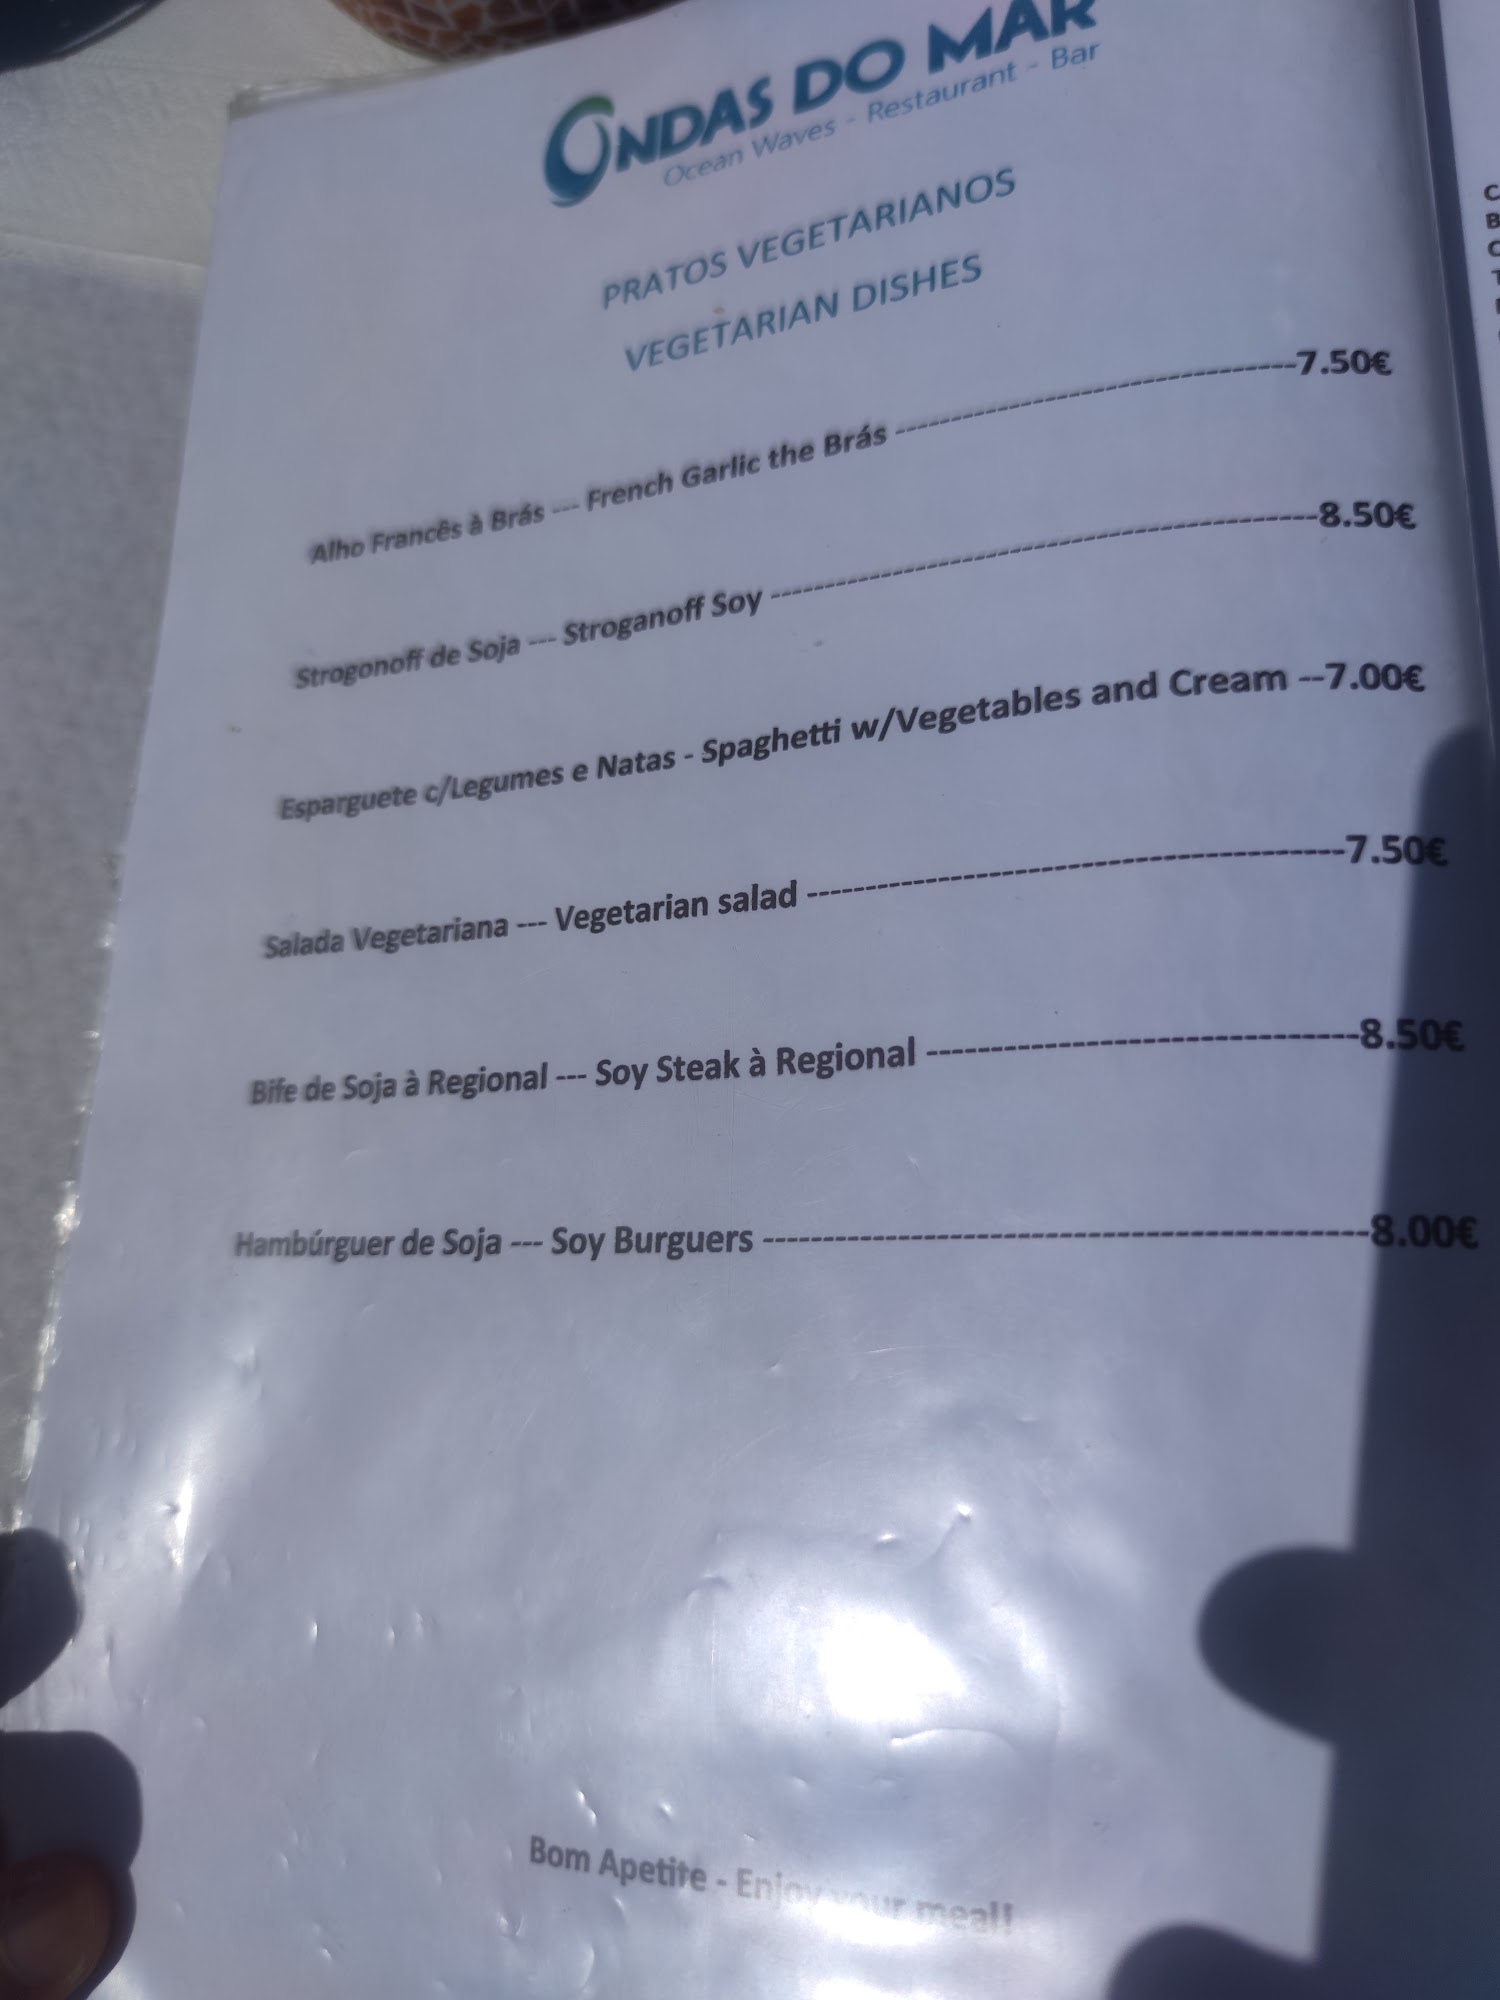 ONDAS DO MAR
Ocean Waves - Restaurant - Bar
PRATOS VEGETARIANOS
VEGETARIAN DISHES
Alho Francês à Brás --- French Garlic the Brás ------------------------------------------7.50€
Strogonoff de Soja --- Stroganoff Soy --------------------------------------------------------8.50€
Esparguete c/Legumes e Natas - Spaghetti w/Vegetables and Cream --7.00€
Salada Vegetariana --- Vegetarian salad -----------------------------------------------7.50€
Bife de Soja à Regional --- Soy Steak à Regional -----------------------------------8.50€
Hambúrguer de Soja --- Soy Burguers ------------------------------------------------8.00€
Bom Apetite - Enjoy your meal!